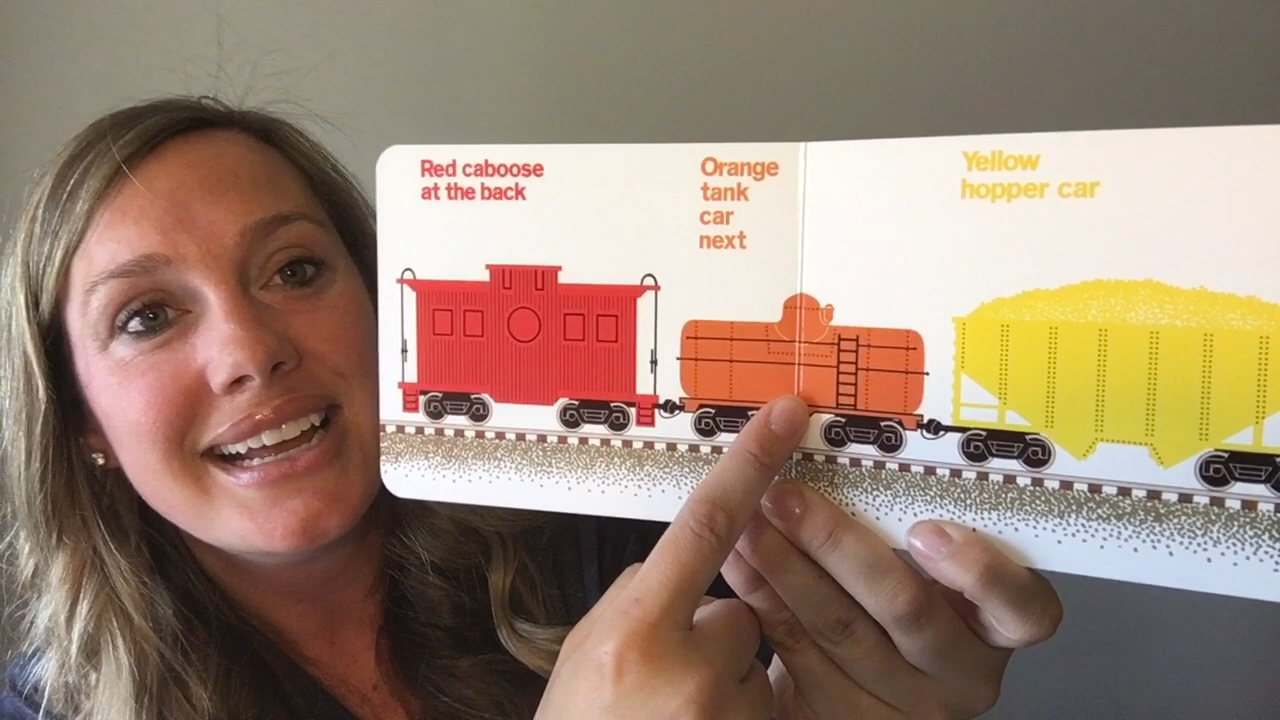 Red caboose
at the back
Orange
tank
car
next
Yellow
hopper car